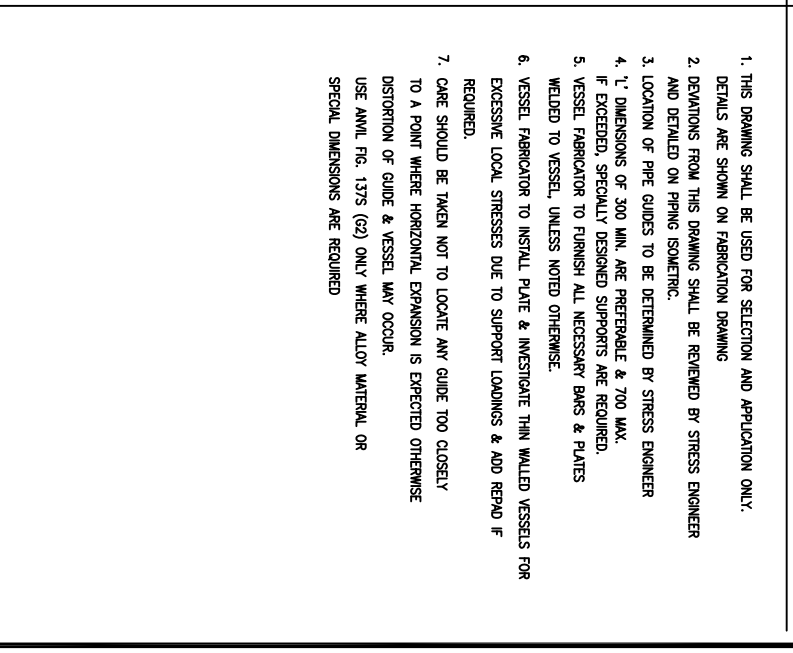 1. THIS DRAWING SHALL BE USED FOR SELECTION AND APPLICATION ONLY.
DETAILS ARE SHOWN ON FABRICATION DRAWING
2. DEVIATIONS FROM THIS DRAWING SHALL BE REVIEWED BY STRESS ENGINEER
AND DETAILED ON PIPING ISOMETRIC.
3. LOCATION OF PIPE GUIDES TO BE DETERMINED BY STRESS ENGINEER
4. 'L' DIMENSIONS OF 300 MIN. ARE PREFERABLE & 700 MAX.
IF EXCEEDED, SPECIALLY DESIGNED SUPPORTS ARE REQUIRED.
5. VESSEL FABRICATOR TO FURNISH ALL NECESSARY BARS & PLATES
WELDED TO VESSEL, UNLESS NOTED OTHERWISE.
6. VESSEL FABRICATOR TO INSTALL PLATE & INVESTIGATE THIN WALLED VESSELS FOR
EXCESSIVE LOCAL STRESSES DUE TO SUPPORT LOADINGS & ADD REPAD IF
REQUIRED.
7. CARE SHOULD BE TAKEN NOT TO LOCATE ANY GUIDE TOO CLOSELY
TO A POINT WHERE HORIZONTAL EXPANSION IS EXPECTED OTHERWISE
DISTORTION OF GUIDE & VESSEL MAY OCCUR.
USE ANVIL FIG. 137S (G2) ONLY WHERE ALLOY MATERIAL OR
SPECIAL DIMENSIONS ARE REQUIRED